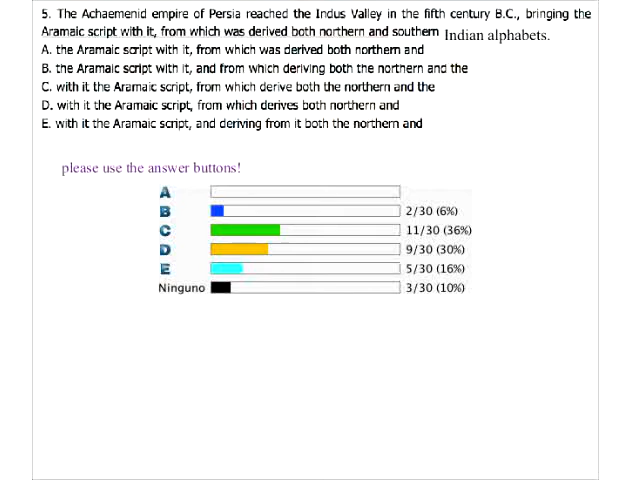 5. The Achaemenid empire of Persia reached the Indus Valley in the fifth century B.C., bringing the
Aramaic script with it, from which was derived both northern and southern Indian alphabets.
A. the Aramaic script with it, from which was derived both northern and
B. the Aramaic script with it, and from which deriving both the northern and the
C. with it the Aramaic script, from which derive both the northern and the
D. with it the Aramaic script, from which derives both northern and
E. with it the Aramaic script, and deriving from it both the northern and
please use the answer buttons!
A
B 2/30 (6%)
C 11/30 (36%)
D 9/30 (30%)
E 5/30 (16%)
Ninguno 3/30 (10%)